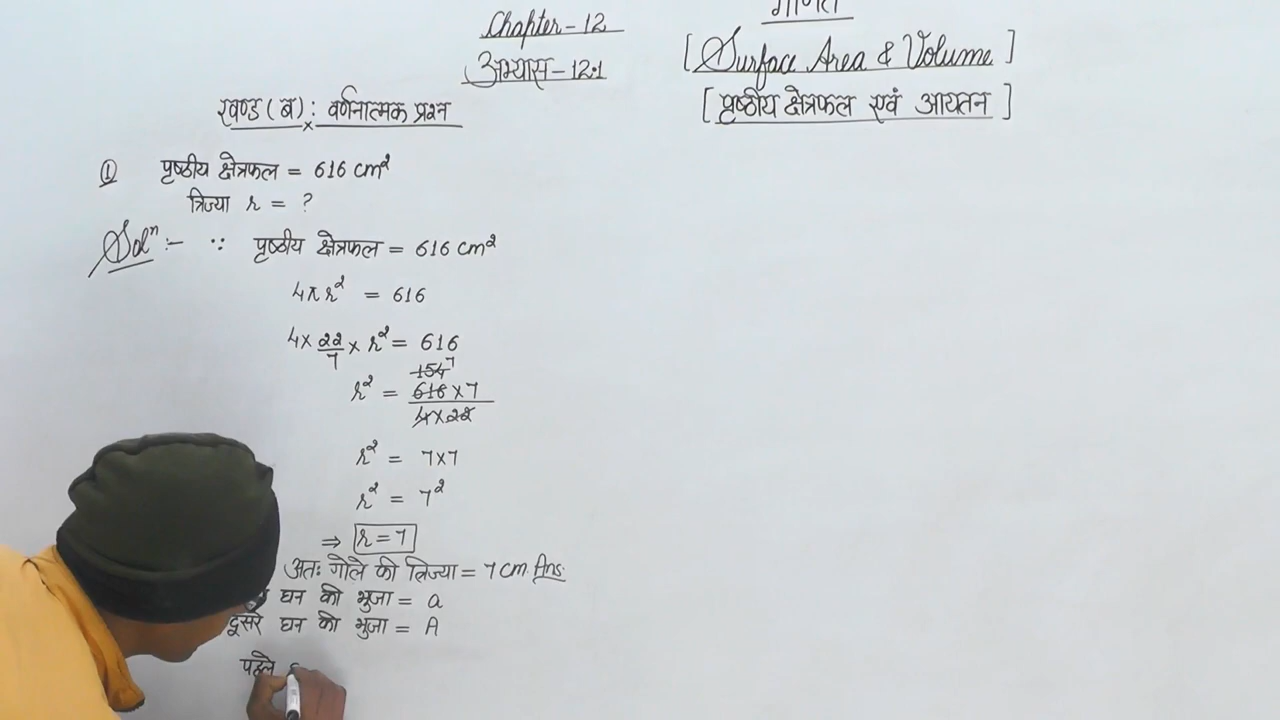 Chapter - 12
अभ्यास - 12.1
गणित
[ Surface Area & Volume ]
[ पृष्ठीय क्षेत्रफल एवं आयतन ]
खण्ड (ब) : वर्णनात्मक प्रश्न
① पृष्ठीय क्षेत्रफल = 616 cm²
त्रिज्या r = ?
Solⁿ :- ∵ पृष्ठीय क्षेत्रफल = 616 cm²
4πr² = 616
4 × 22/7 × r² = 616
r² = 616 × 7 / 4 × 22
154 7
r² = 7×7
r² = 7²
⇒ r = 7
अतः गोले की त्रिज्या = 7 cm. Ans.
घन की भुजा = a
दूसरे घन की भुजा = A
पहले